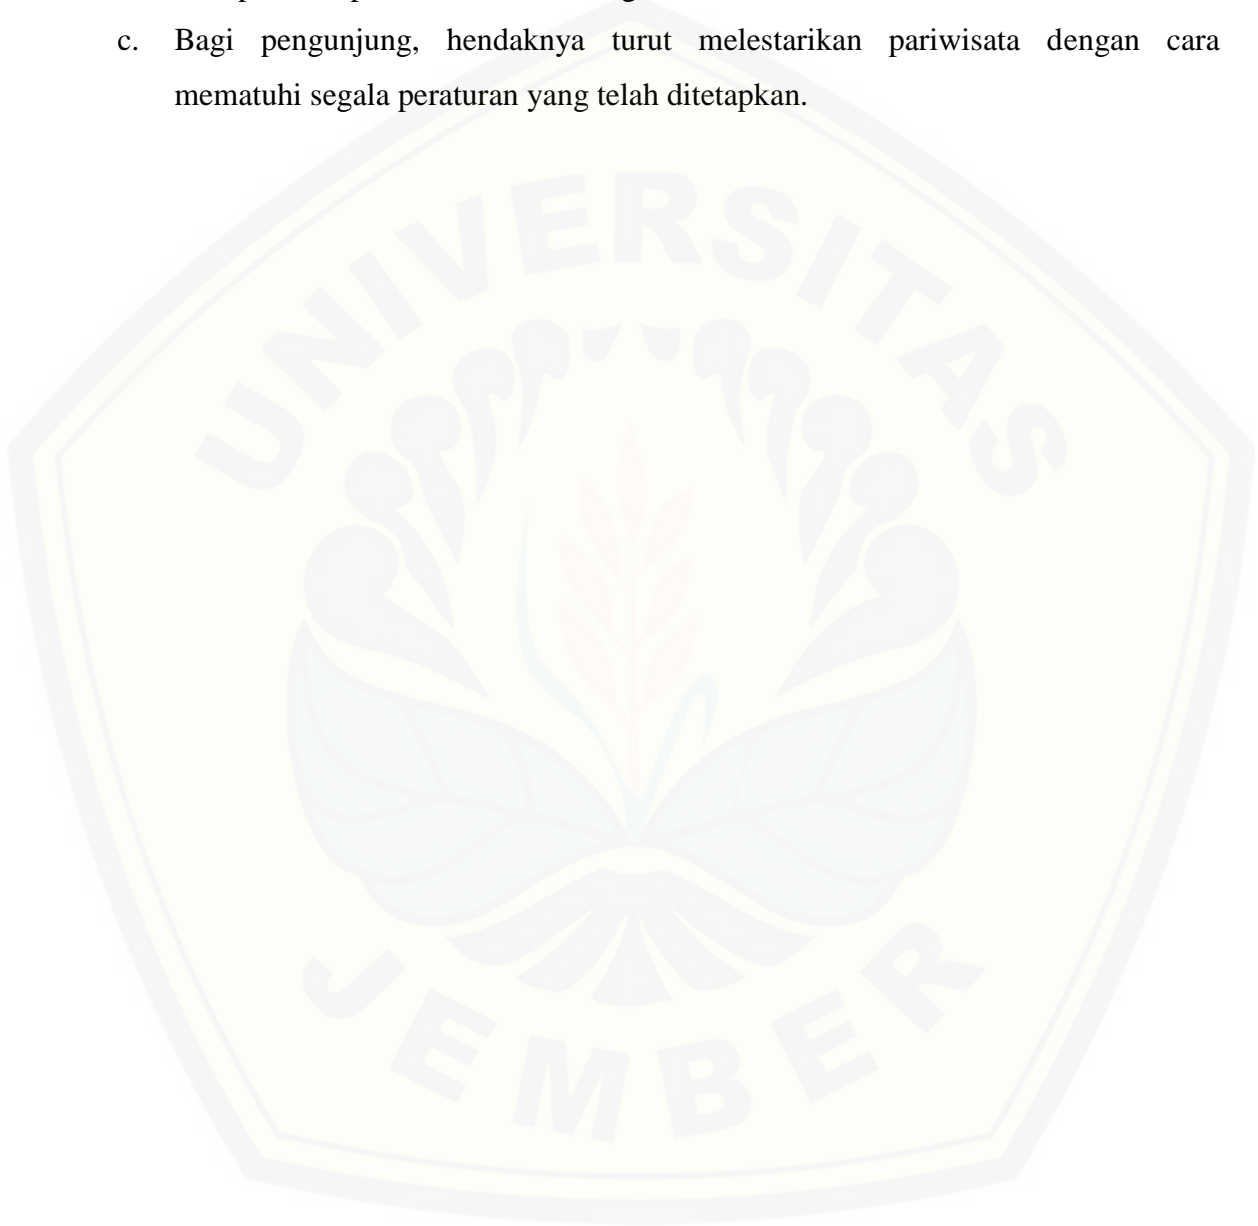 c. Bagi pengunjung, hendaknya turut melestarikan pariwisata dengan cara
mematuhi segala peraturan yang telah ditetapkan.
UNIVERSITAS
JEMBER